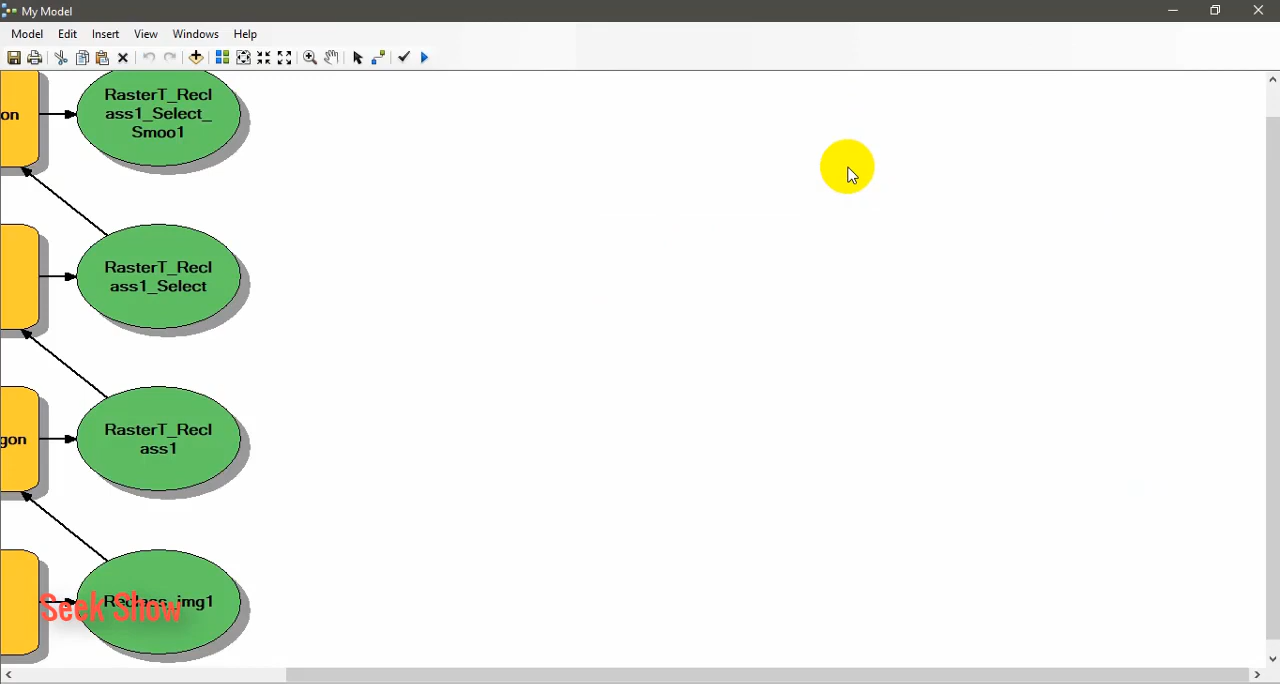 My Model
Model Edit Insert View Windows Help
on
RasterT_Recl
ass1_Select_
Smoo1
RasterT_Recl
ass1_Select
gon
RasterT_Recl
ass1
Reclass_img1
Seek Show